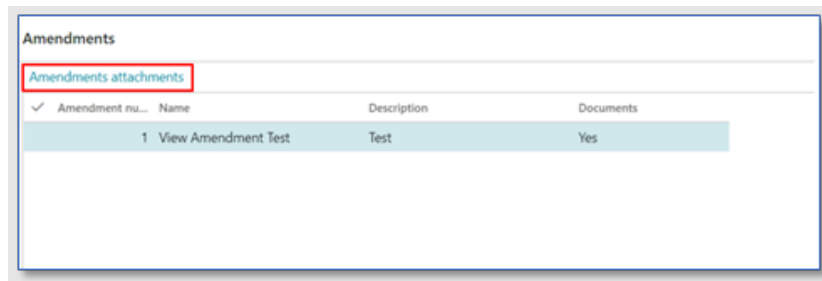 Amendments
Amendments attachments
Amendment nu... Name Description Documents
1 View Amendment Test Test Yes